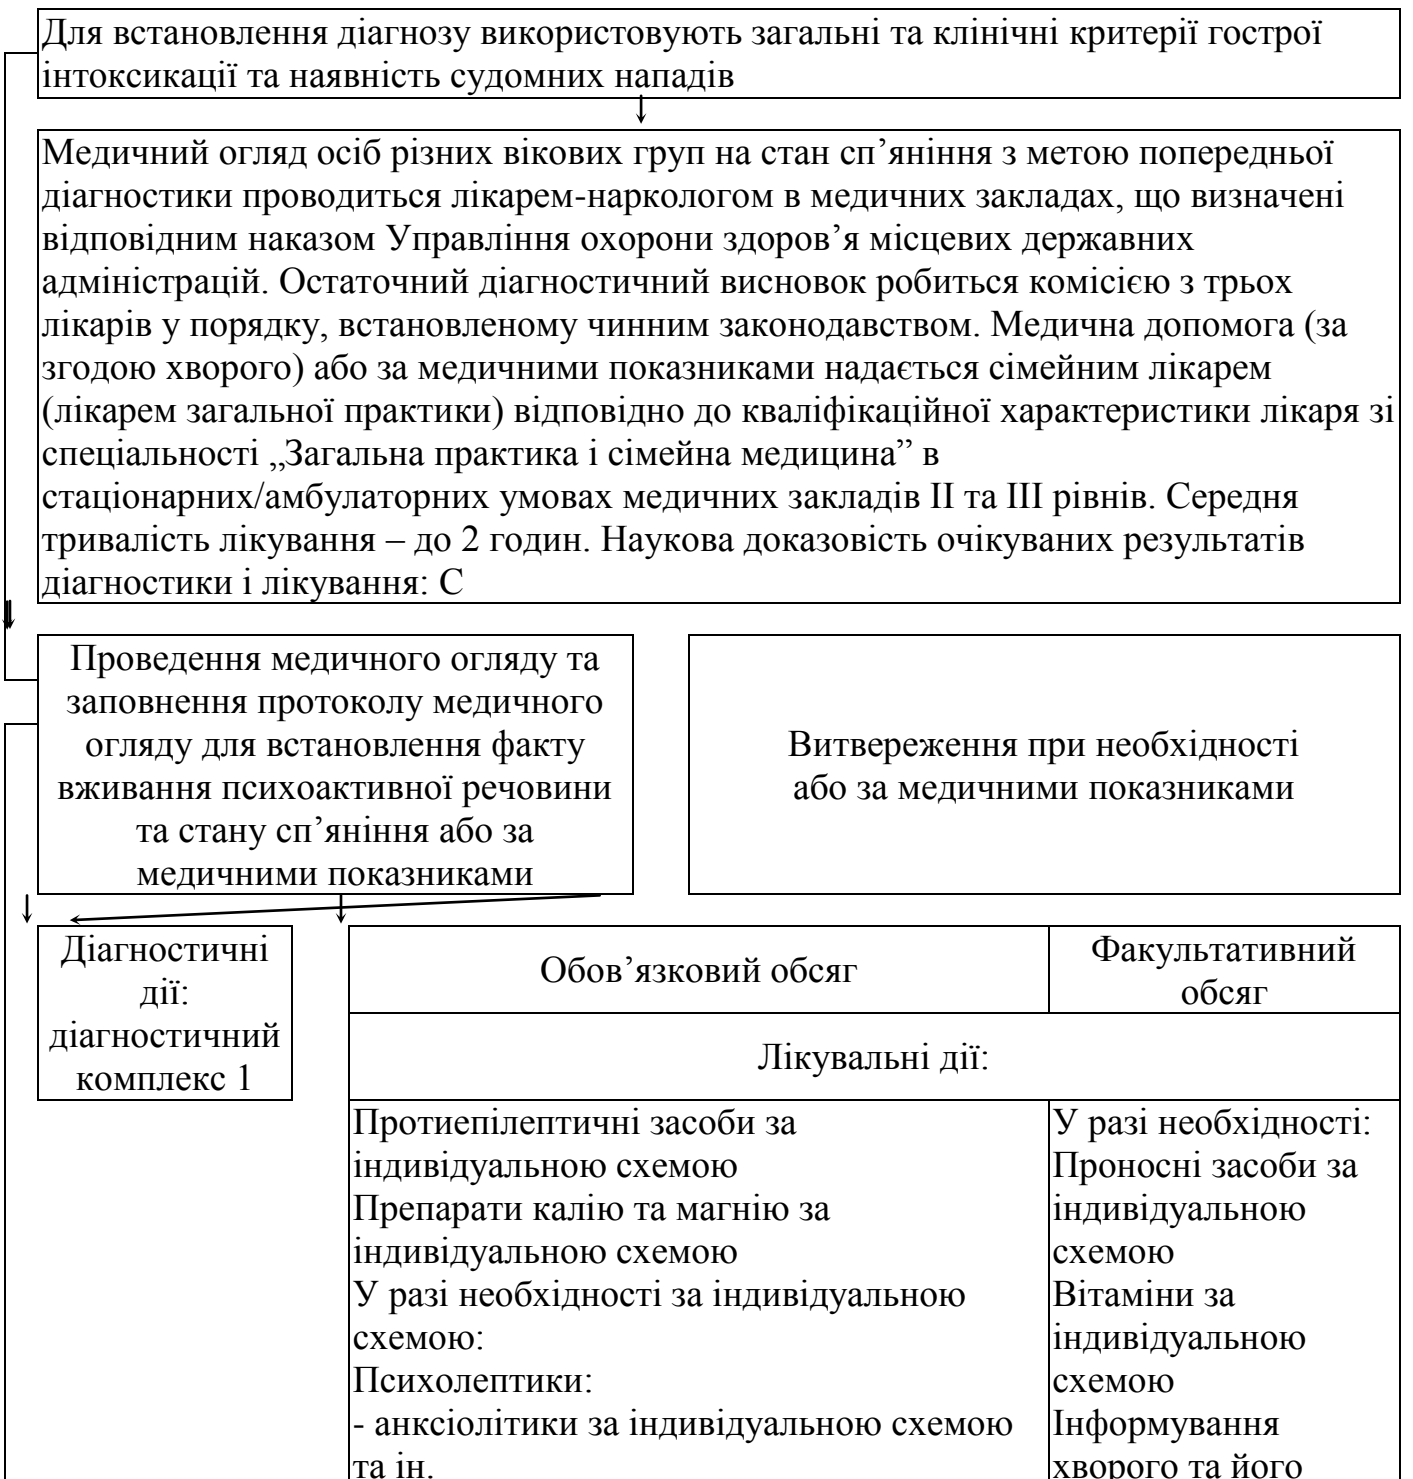 Для встановлення діагнозу використовують загальні та клінічні критерії гострої
інтоксикації та наявність судомних нападів
Медичний огляд осіб різних вікових груп на стан сп’яніння з метою попередньої
діагностики проводиться лікарем-наркологом в медичних закладах, що визначені
відповідним наказом Управління охорони здоров’я місцевих державних
адміністрацій. Остаточний діагностичний висновок робиться комісією з трьох
лікарів у порядку, встановленому чинним законодавством. Медична допомога (за
згодою хворого) або за медичними показниками надається сімейним лікарем
(лікарем загальної практики) відповідно до кваліфікаційної характеристики лікаря зі
спеціальності „Загальна практика і сімейна медицина” в
стаціонарних/амбулаторних умовах медичних закладів II та III рівнів. Середня
тривалість лікування – до 2 годин. Наукова доказовість очікуваних результатів
діагностики і лікування: С
Проведення медичного огляду та
заповнення протоколу медичного
огляду для встановлення факту
вживання психоактивної речовини
та стану сп’яніння або за
медичними показниками
Витвереження при необхідності
або за медичними показниками
Діагностичні
дії:
діагностичний
комплекс 1
Обов’язковий обсяг
Факультативний
обсяг
Лікувальні дії:
Протиепілептичні засоби за
індивідуальною схемою
Препарати калію та магнію за
індивідуальною схемою
У разі необхідності за індивідуальною
схемою:
Психолептики:
- анксіолітики за індивідуальною схемою
та ін.
У разі необхідності:
Проносні засоби за
індивідуальною
схемою
Вітаміни за
індивідуальною
схемою
Інформування
хворого та його